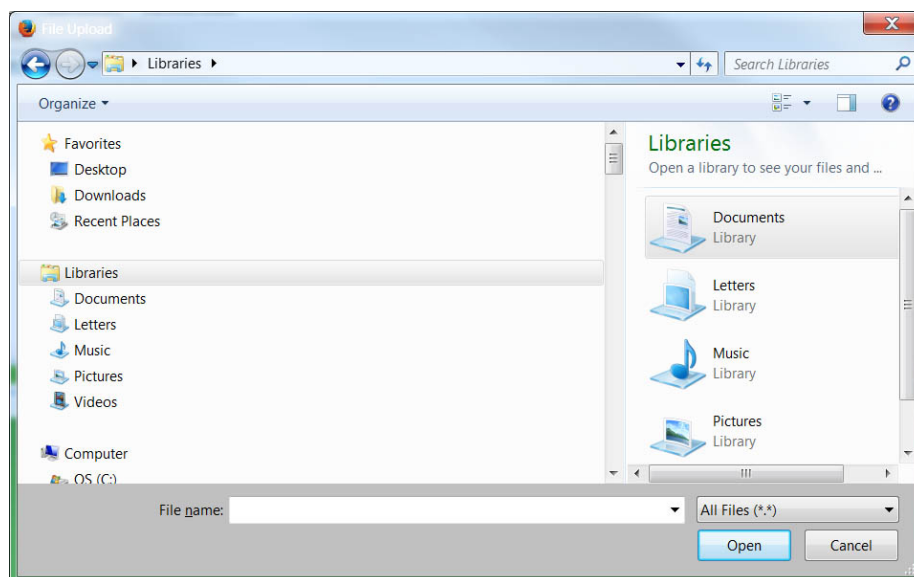 File Upload
Libraries
Search Libraries
Organize
Favorites
Desktop
Downloads
Recent Places
Libraries
Documents
Letters
Music
Pictures
Videos
Computer
OS (C:)
Libraries
Open a library to see your files and ...
Documents
Library
Letters
Library
Music
Library
Pictures
Library
File name:
All Files (*.*)
Open
Cancel